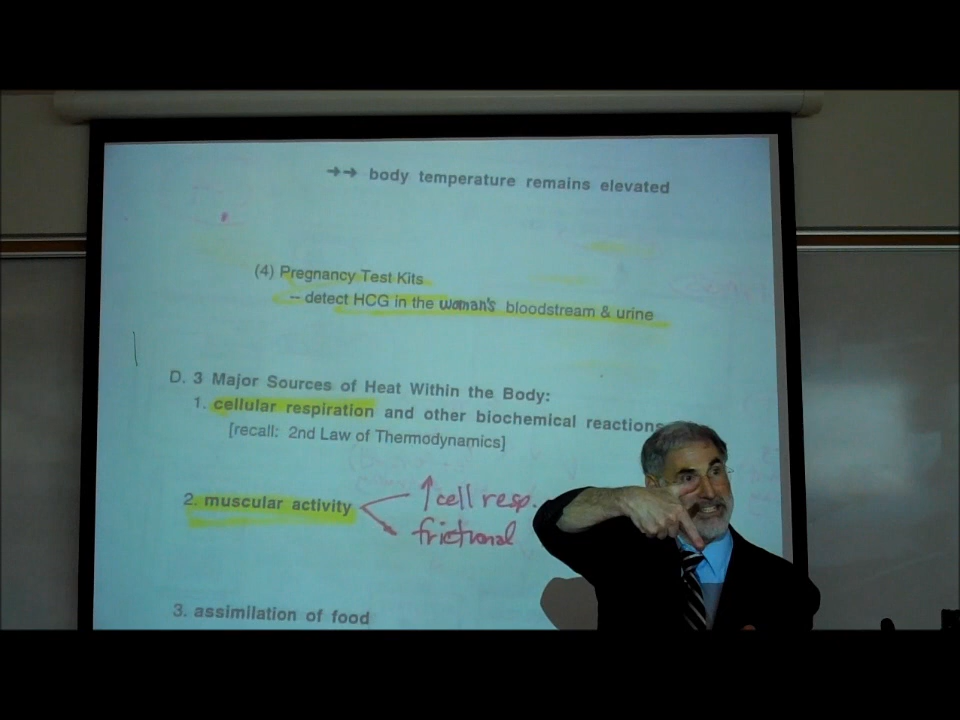 →→ body temperature remains elevated
(4) Pregnancy Test Kits
-- detect HCG in the woman's bloodstream & urine
D. 3 Major Sources of Heat Within the Body:
1. cellular respiration and other biochemical reactions
[recall: 2nd Law of Thermodynamics]
2. muscular activity
↑ cell resp.
frictional
3. assimilation of food